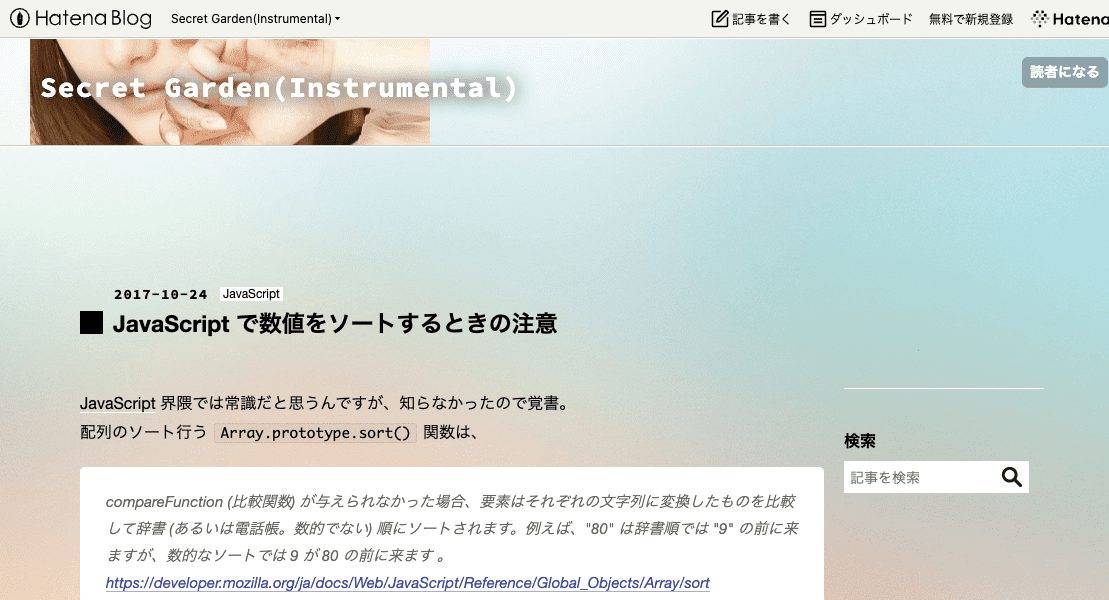 Hatena Blog
Secret Garden(Instrumental)
記事を書く
ダッシュボード
無料で新規登録
Hatena
Secret Garden(Instrumental)
読者になる
2017-10-24 JavaScript
JavaScript で数値をソートするときの注意
JavaScript 界隈では常識だと思うんですが、知らなかったので覚書。
配列のソート行う Array.prototype.sort() 関数は、
検索
記事を検索
compareFunction (比較関数) が与えられなかった場合、要素はそれぞれの文字列に変換したものを比較
して辞書 (あるいは電話帳。数的でない) 順にソートされます。例えば、"80" は辞書順では "9" の前に来
ますが、数的なソートでは 9 が 80 の前に来ます 。
https://developer.mozilla.org/ja/docs/Web/JavaScript/Reference/Global_Objects/Array/sort